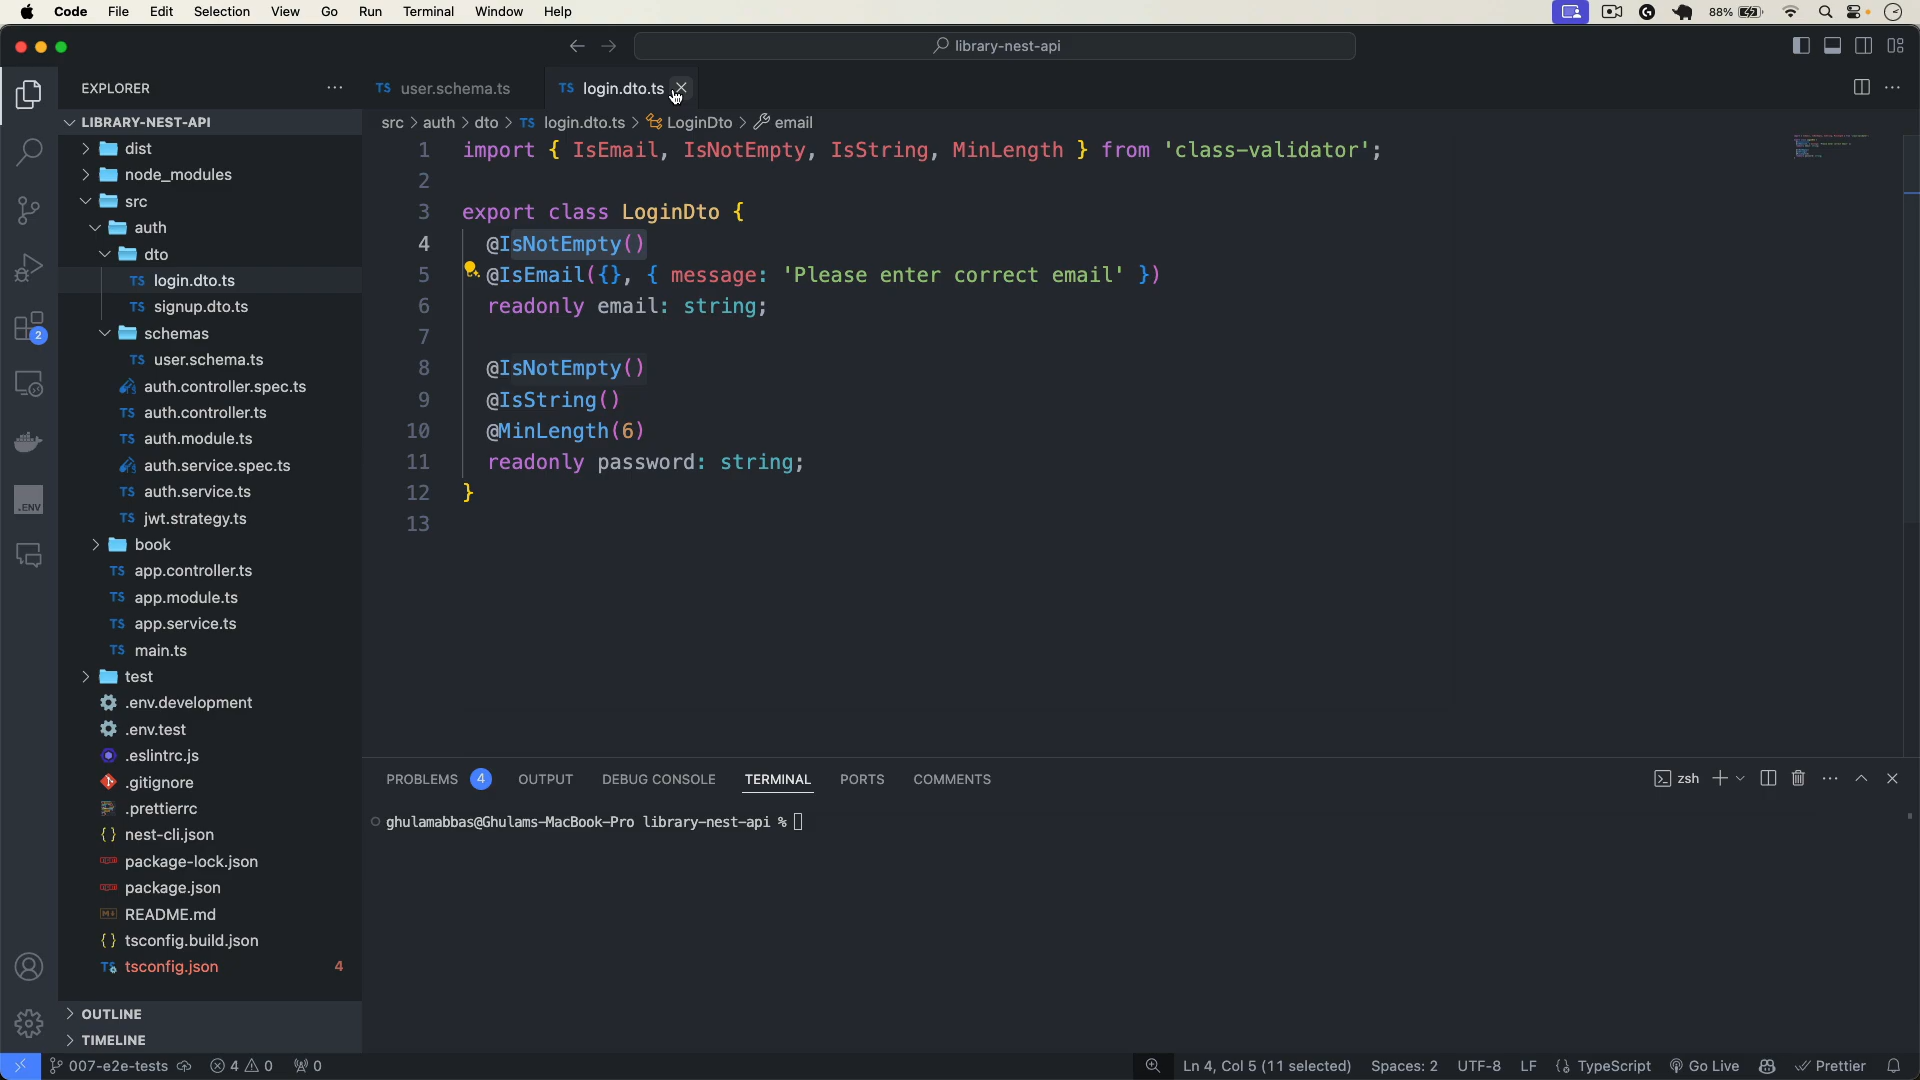 Code File Edit Selection View Go Run Terminal Window Help 88%
library-nest-api
EXPLORER
TS user.schema.ts TS login.dto.ts
src > auth > dto > TS login.dto.ts > LoginDto > email
LIBRARY-NEST-API
dist
node_modules
src
auth
dto
TS login.dto.ts
TS signup.dto.ts
schemas
TS user.schema.ts
auth.controller.spec.ts
TS auth.controller.ts
TS auth.module.ts
auth.service.spec.ts
TS auth.service.ts
TS jwt.strategy.ts
book
TS app.controller.ts
TS app.module.ts
TS app.service.ts
TS main.ts
test
.env.development
.env.test
.eslintrc.js
.gitignore
.prettierrc
{} nest-cli.json
package-lock.json
package.json
README.md
{} tsconfig.build.json
TS tsconfig.json 4
OUTLINE
TIMELINE
2
.ENV
1 import { IsEmail, IsNotEmpty, IsString, MinLength } from 'class-validator';
2
3 export class LoginDto {
4 @IsNotEmpty()
5 @IsEmail({}, { message: 'Please enter correct email' })
6 readonly email: string;
7
8 @IsNotEmpty()
9 @IsString()
10 @MinLength(6)
11 readonly password: string;
12 }
13
PROBLEMS 4 OUTPUT DEBUG CONSOLE TERMINAL PORTS COMMENTS zsh
ghulamabbas@Ghulams-MacBook-Pro library-nest-api %
007-e2e-tests 4 0 0 Ln 4, Col 5 (11 selected) Spaces: 2 UTF-8 LF {} TypeScript Go Live Prettier